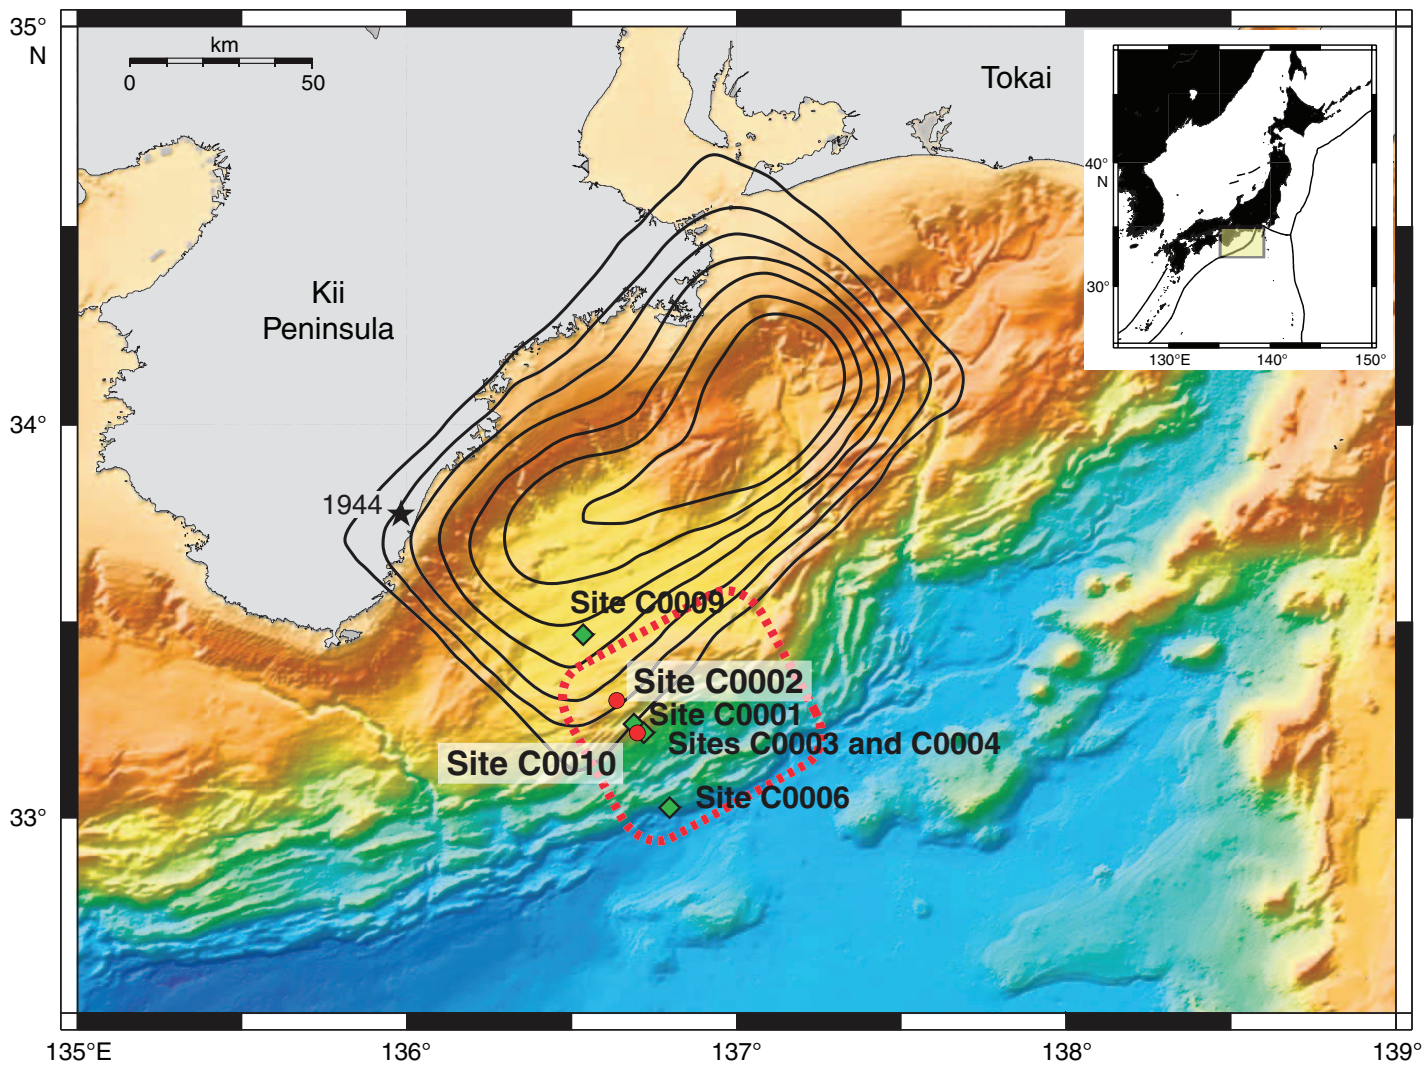 35°
N
km
0
50
Tokai
40°
N
30°
130°E
140°
150°
Kii
Peninsula
34°
1944
Site C0009
Site C0002
Site C0001
Sites C0003 and C0004
Site C0010
Site C0006
33°
135°E
136°
137°
138°
139°